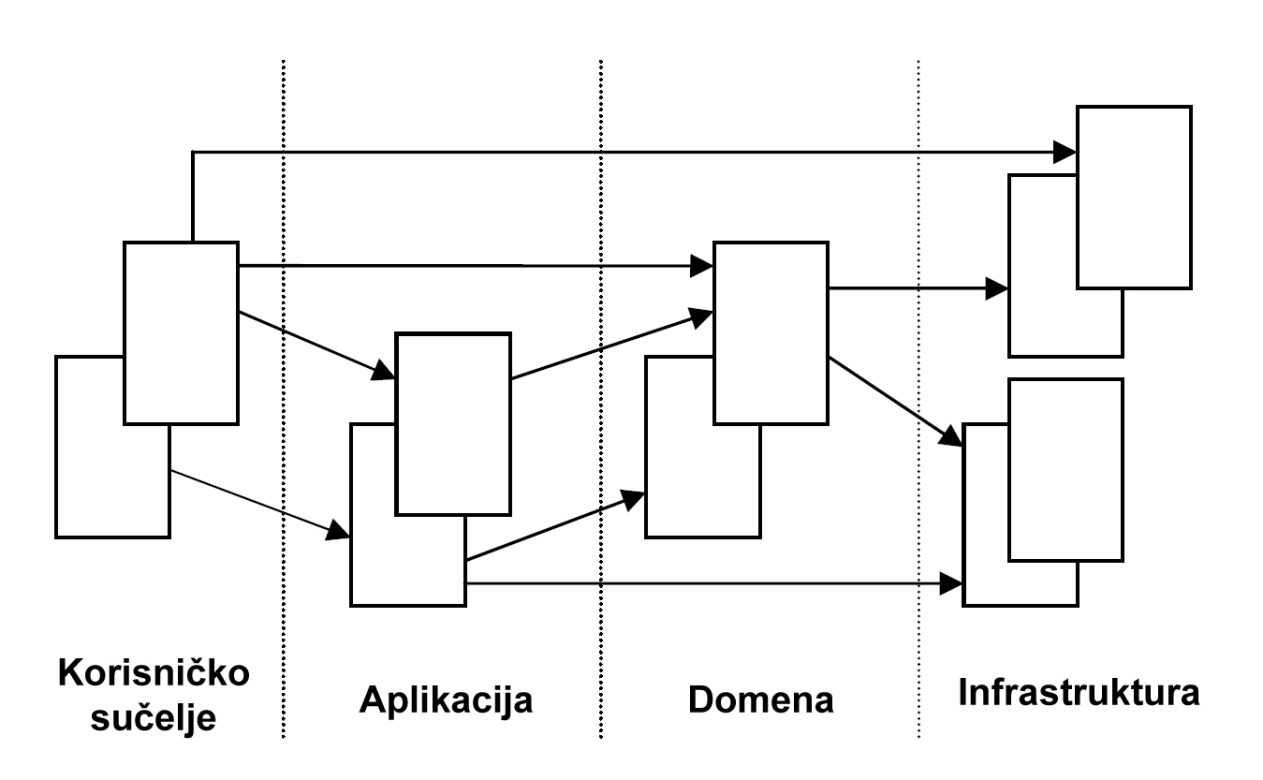 Korisničko
sučelje
Aplikacija
Domena
Infrastruktura